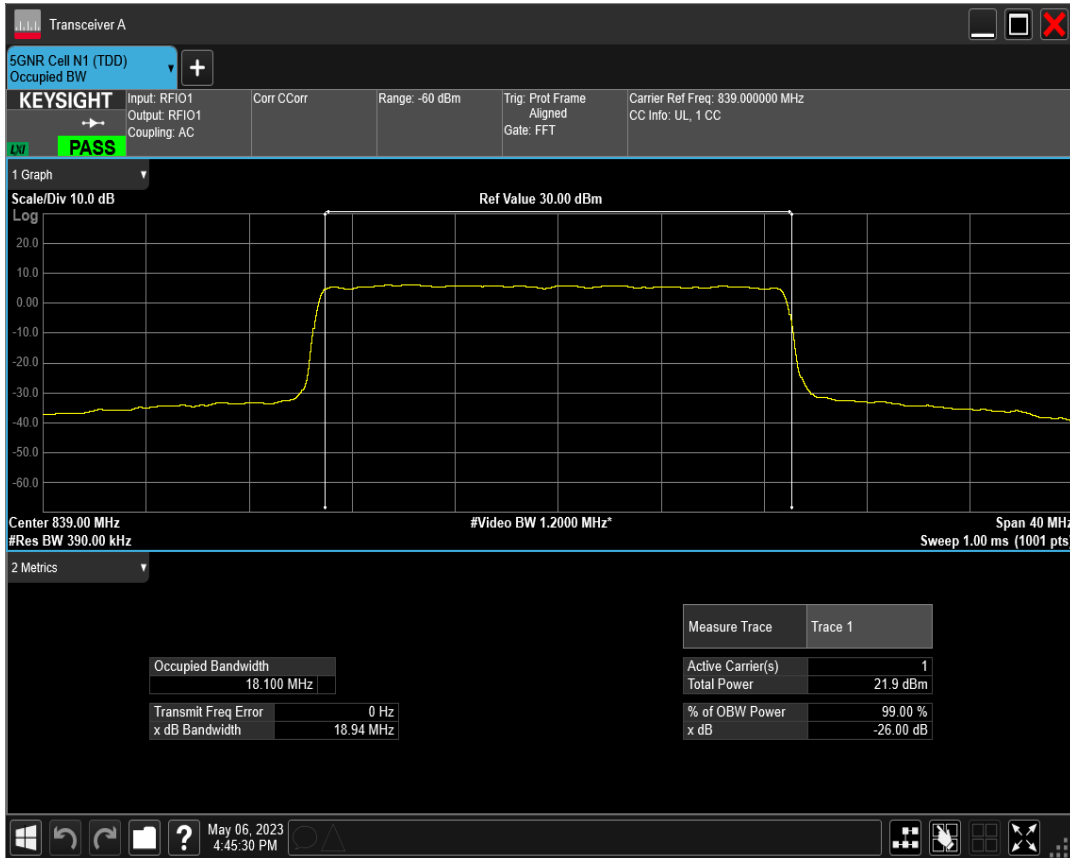 Transceiver A
5GNR Cell N1 (TDD)
Occupied BW
+
KEYSIGHT
LXI
PASS
Input: RFIO1
Output: RFIO1
Coupling: AC
Corr CCorr
Range: -60 dBm
Trig: Prot Frame
Aligned
Gate: FFT
Carrier Ref Freq: 839.000000 MHz
CC Info: UL, 1 CC
1 Graph
Scale/Div 10.0 dB
Ref Value 30.00 dBm
Log
20.0
10.0
0.00
-10.0
-20.0
-30.0
-40.0
-50.0
-60.0
Center 839.00 MHz
#Video BW 1.2000 MHz*
Span 40 MHz
#Res BW 390.00 kHz
Sweep 1.00 ms (1001 pts)
2 Metrics
Measure Trace Trace 1
Occupied Bandwidth
18.100 MHz
Transmit Freq Error 0 Hz
x dB Bandwidth 18.94 MHz
Active Carrier(s) 1
Total Power 21.9 dBm
% of OBW Power 99.00 %
x dB -26.00 dB
?
May 06, 2023
4:45:30 PM